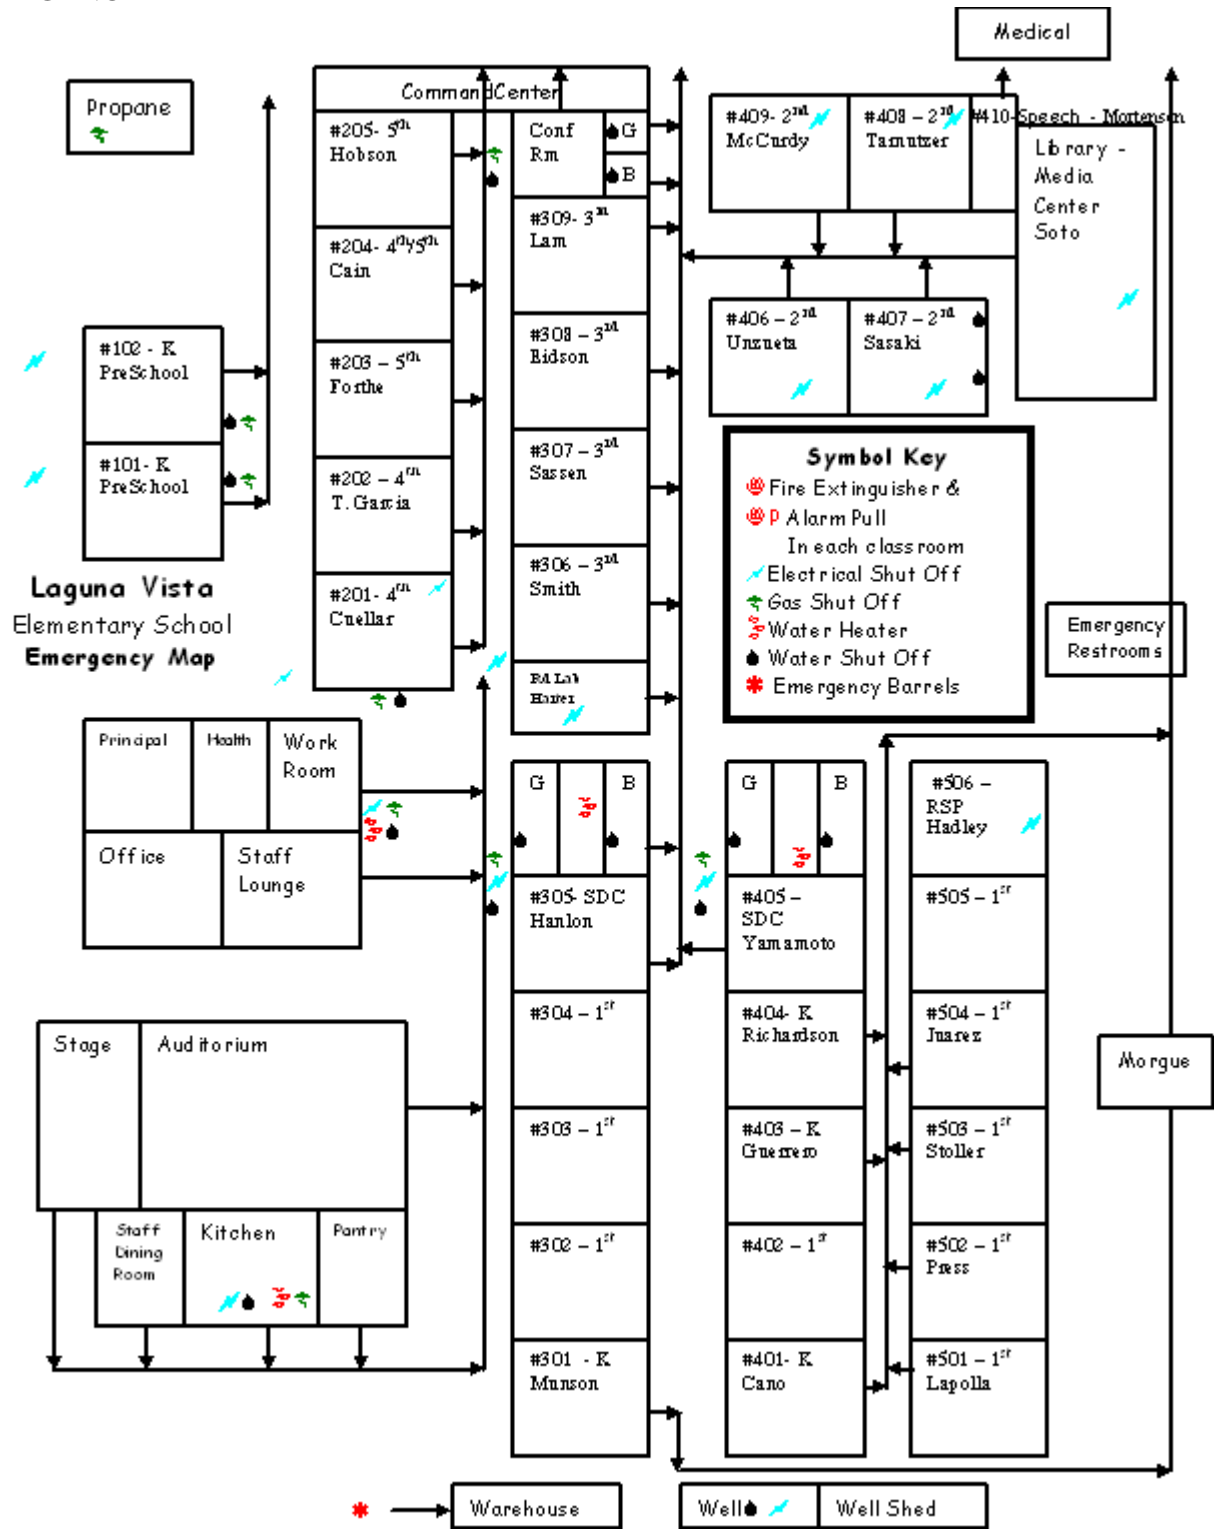 Medical
Propane
CommandCenter
#205- 5th
Hobson
Conf
Rm
G
B
#409- 2nd
McCurdy
#408 – 2nd
Tarnutzer
#410-Speech - Mortensen
Library -
Media
Center
Soto
#204- 4th/5th
Cain
#309- 3rd
Lam
#102 - K
PreSchool
#203 – 5th
Forthe
#308 – 3rd
Eidson
#406 – 2nd
Unzueta
#407 – 2nd
Sasaki
#101- K
PreSchool
#202 – 4th
T. Garcia
#307 – 3rd
Sassen
Symbol Key
Fire Extinguisher &
P Alarm Pull
In each classroom
Electrical Shut Off
Gas Shut Off
Water Heater
Water Shut Off
Emergency Barrels
Laguna Vista
Elementary School
Emergency Map
#201- 4th
Cuellar
#306 – 3rd
Smith
Emergency
Restrooms
Lab
Principal
Health
Work
Room
Office
Staff
Lounge
G
B
G
B
#506 –
RSP
Hadley
#305- SDC
Hanlon
#405 –
SDC
Yamamoto
#505 – 1st
Stage
Auditorium
#304 – 1st
#404- K
Richardson
#504 – 1st
Juarez
Morgue
#303 – 1st
#403 – K
Guerrero
#503 – 1st
Stoller
Staff
Dining
Room
Kitchen
Pantry
#302 – 1st
#402 – 1st
#502 – 1st
Press
#301 - K
Munson
#401- K
Cano
#501 – 1st
Lapolla
Warehouse
Well
Well Shed